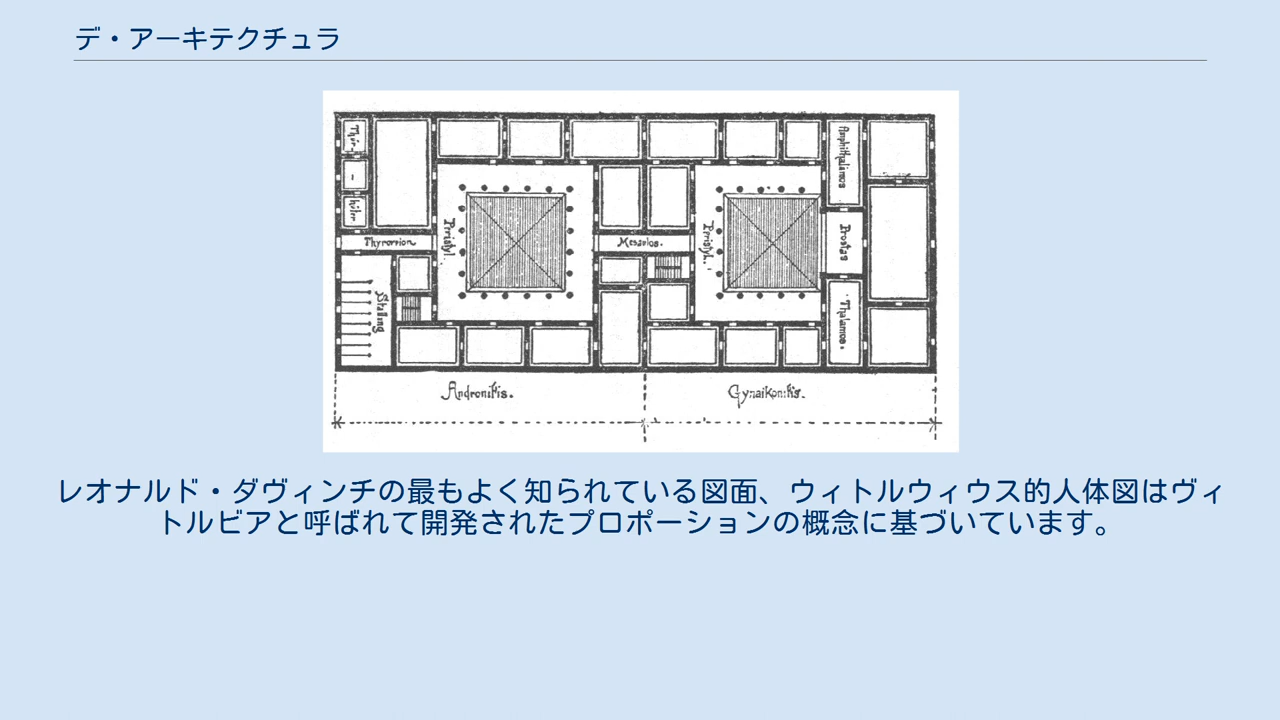 デ・アーキテクチュラ
Thür-
hüter
Thyrorion
Stallung
Peristyl.
Mesaulos.
Peristyl.
Amphithalamos
Prostas
Thalamos.
Andronitis.
Gynaikonitis.
レオナルド・ダヴィンチの最もよく知られている図面、ウィトルウィウス的人体図はヴィ
トルビアと呼ばれて開発されたプロポーションの概念に基づいています。